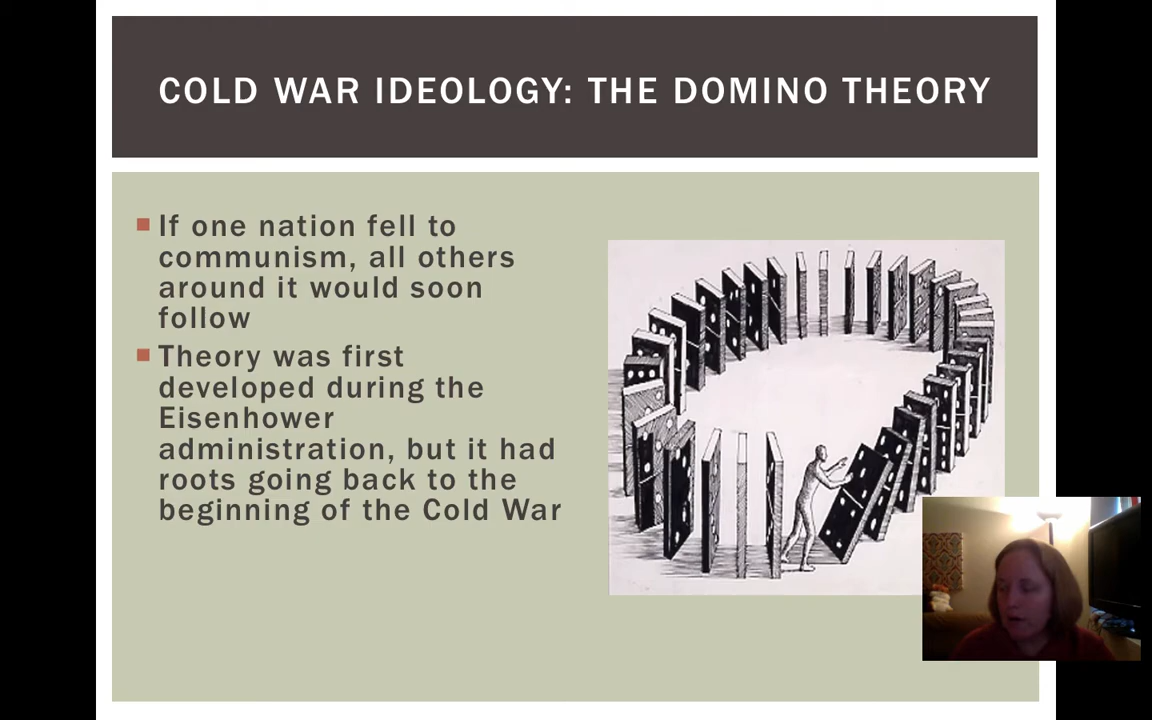 COLD WAR IDEOLOGY: THE DOMINO THEORY
If one nation fell to
communism, all others
around it would soon
follow
Theory was first
developed during the
Eisenhower
administration, but it had
roots going back to the
beginning of the Cold War